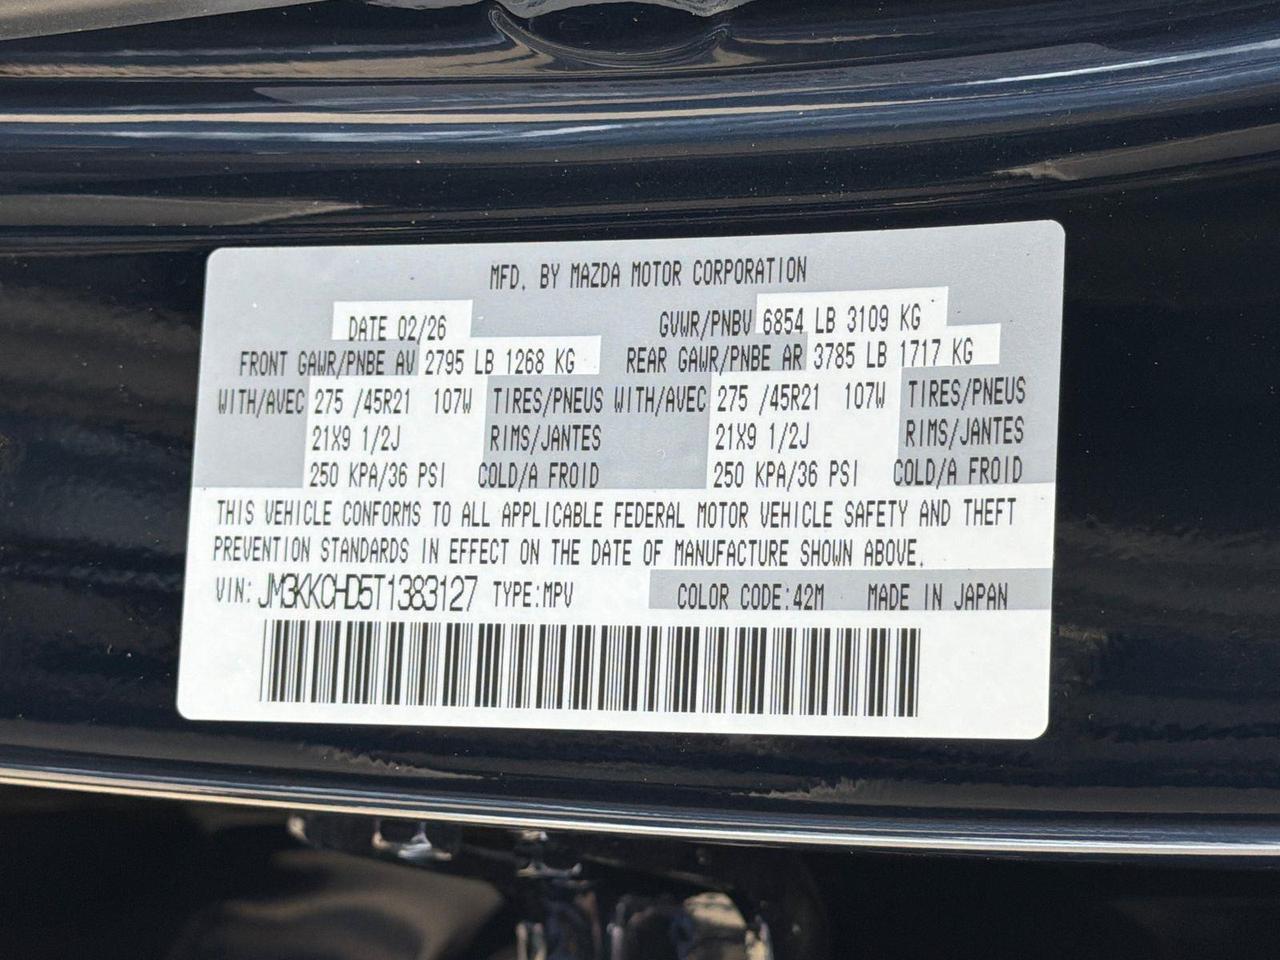 MFD. BY MAZDA MOTOR CORPORATION
DATE 02/26 GVWR/PNBV 6854 LB 3109 KG
FRONT GAWR/PNBE AV 2795 LB 1268 KG REAR GAWR/PNBE AR 3785 LB 1717 KG
WITH/AVEC 275 /45R21 107W TIRES/PNEUS WITH/AVEC 275 /45R21 107W TIRES/PNEUS
21X9 1/2J RIMS/JANTES 21X9 1/2J RIMS/JANTES
250 KPA/36 PSI COLD/A FROID 250 KPA/36 PSI COLD/A FROID
THIS VEHICLE CONFORMS TO ALL APPLICABLE FEDERAL MOTOR VEHICLE SAFETY AND THEFT
PREVENTION STANDARDS IN EFFECT ON THE DATE OF MANUFACTURE SHOWN ABOVE.
VIN: JM3KKCHD5T1383127 TYPE:MPV COLOR CODE:42M MADE IN JAPAN